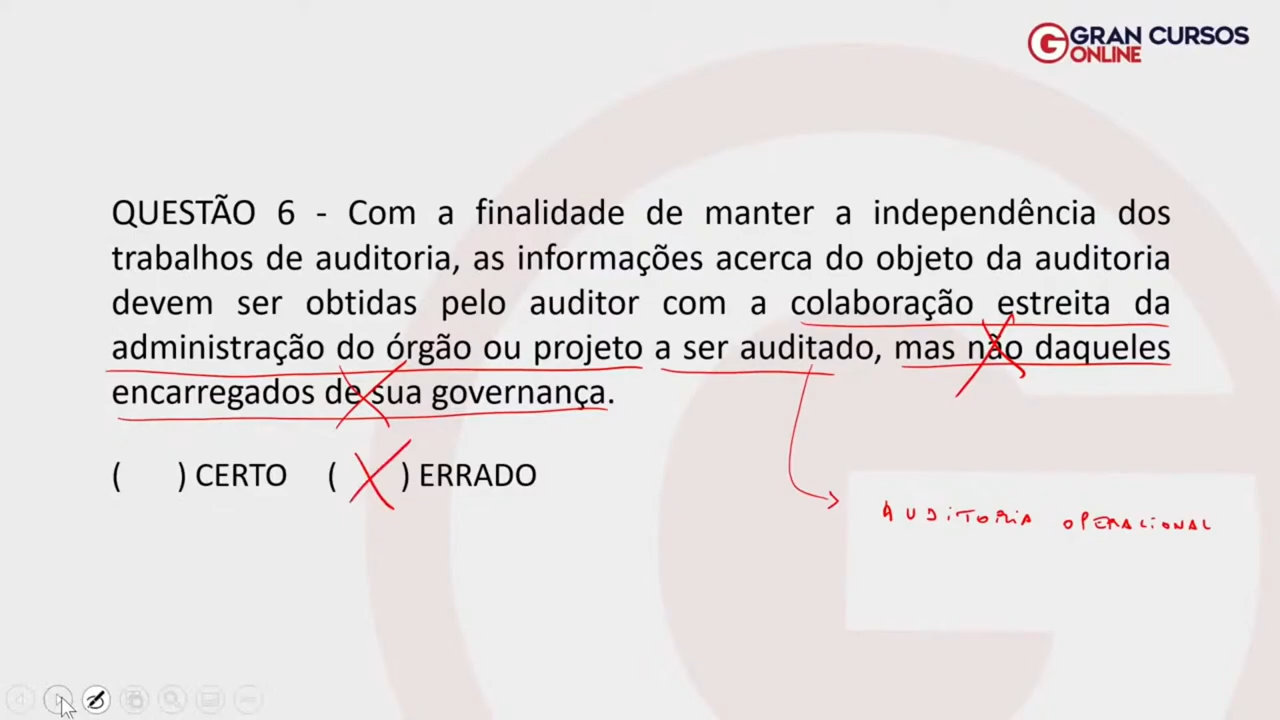 GRAN CURSOS
ONLINE
QUESTÃO 6 - Com a finalidade de manter a independência dos
trabalhos de auditoria, as informações acerca do objeto da auditoria
devem ser obtidas pelo auditor com a colaboração estreita da
administração do órgão ou projeto a ser auditado, mas não daqueles
encarregados de sua governança.
( X ) CERTO ( X ) ERRADO
AUDITORIA OPERACIONAL